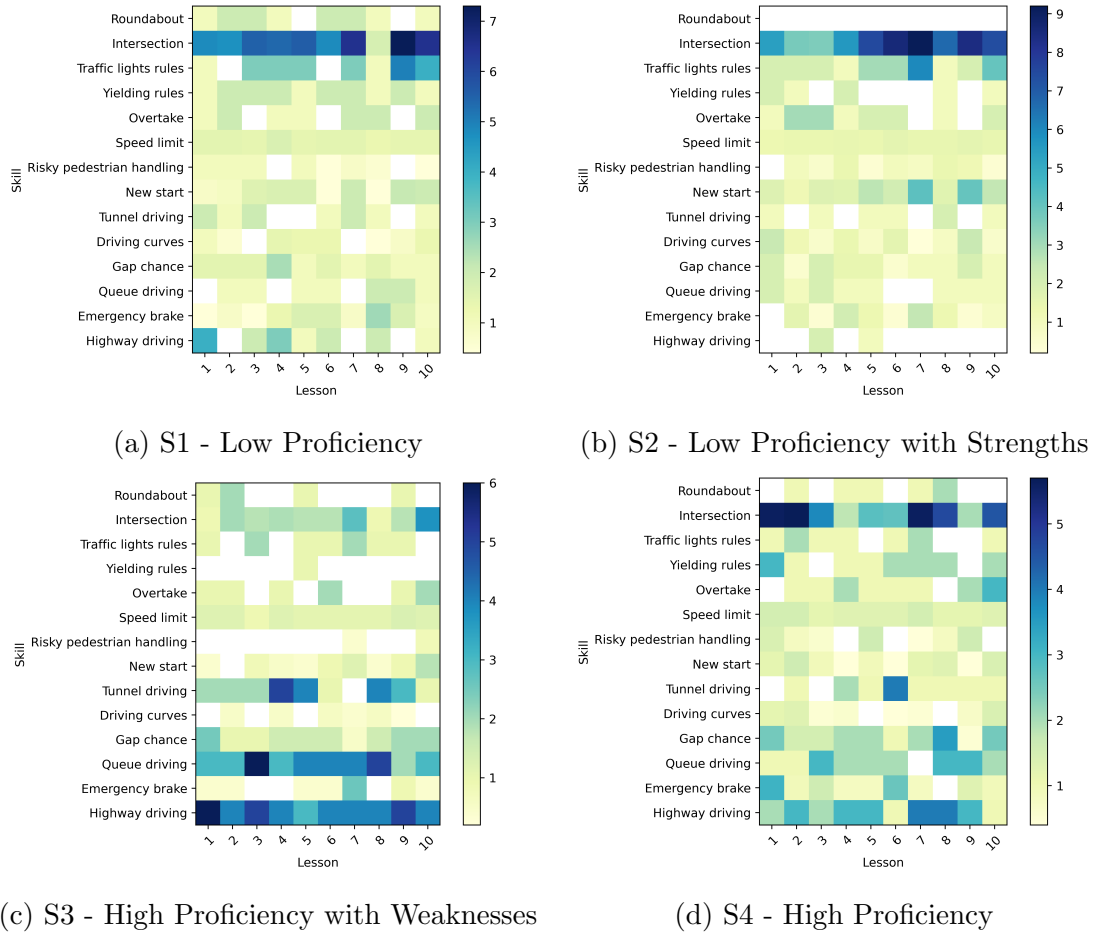 Roundabout
Intersection
Traffic lights rules
Yielding rules
Overtake
Speed limit
Risky pedestrian handling
New start
Tunnel driving
Driving curves
Gap chance
Queue driving
Emergency brake
Highway driving
Skill
1 2 3 4 5 6 7 8 9 10
Lesson
7
6
5
4
3
2
1
(a) S1 - Low Proficiency
Roundabout
Intersection
Traffic lights rules
Yielding rules
Overtake
Speed limit
Risky pedestrian handling
New start
Tunnel driving
Driving curves
Gap chance
Queue driving
Emergency brake
Highway driving
Skill
1 2 3 4 5 6 7 8 9 10
Lesson
9
8
7
6
5
4
3
2
1
(b) S2 - Low Proficiency with Strengths
Roundabout
Intersection
Traffic lights rules
Yielding rules
Overtake
Speed limit
Risky pedestrian handling
New start
Tunnel driving
Driving curves
Gap chance
Queue driving
Emergency brake
Highway driving
Skill
1 2 3 4 5 6 7 8 9 10
Lesson
6
5
4
3
2
1
(c) S3 - High Proficiency with Weaknesses
Roundabout
Intersection
Traffic lights rules
Yielding rules
Overtake
Speed limit
Risky pedestrian handling
New start
Tunnel driving
Driving curves
Gap chance
Queue driving
Emergency brake
Highway driving
Skill
1 2 3 4 5 6 7 8 9 10
Lesson
5
4
3
2
1
(d) S4 - High Proficiency